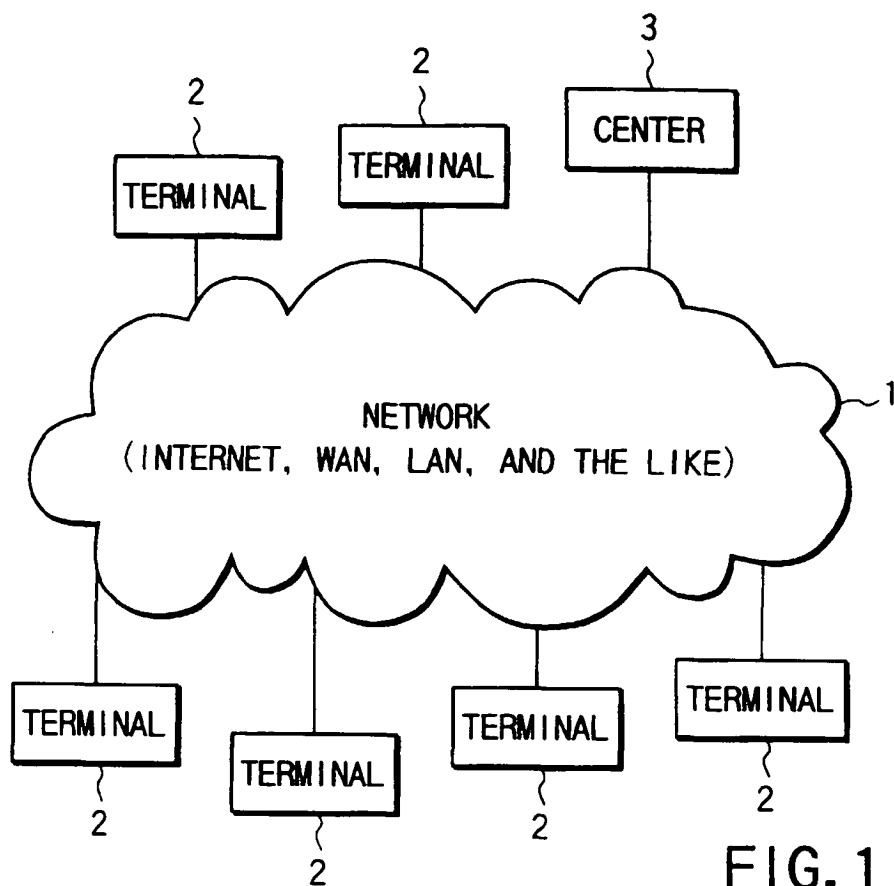 3
2
2
CENTER
TERMINAL
TERMINAL
1
NETWORK
(INTERNET, WAN, LAN, AND THE LIKE)
TERMINAL
TERMINAL
TERMINAL
TERMINAL
2
2
2
2
FIG. 1